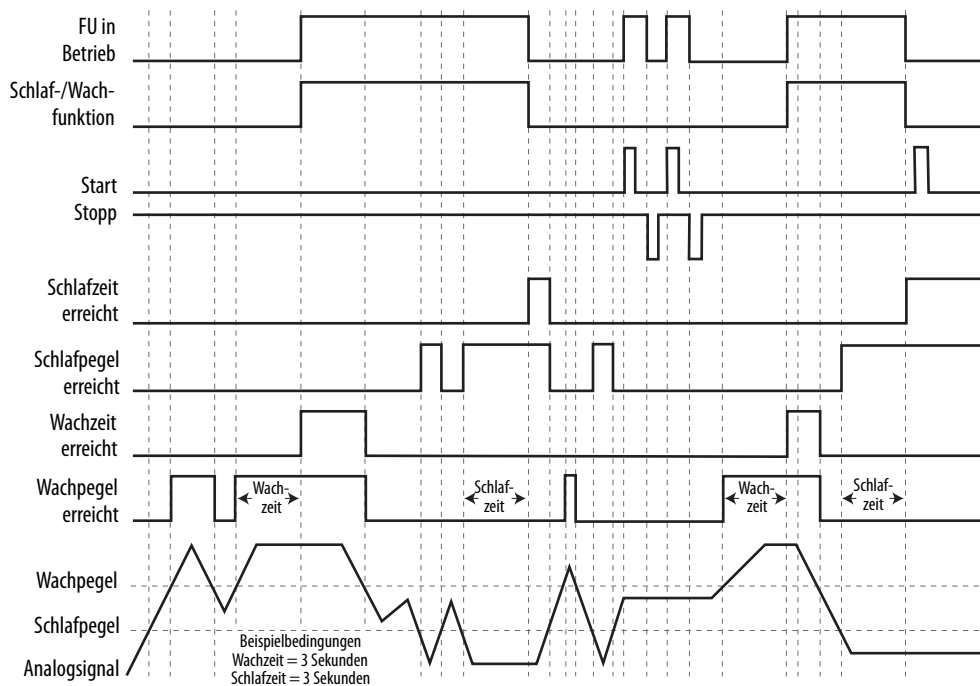 FU in
Betrieb
Schlaf-/Wach-
funktion
Start
Stopp
Schlafzeit
erreicht
Schlafpegel
erreicht
Wachzeit
erreicht
Wachpegel
erreicht
Wach-
zeit
Schlaf-
zeit
Wach-
zeit
Schlaf-
zeit
Wachpegel
Schlafpegel
Analogsignal
Beispielbedingungen
Wachzeit = 3 Sekunden
Schlafzeit = 3 Sekunden